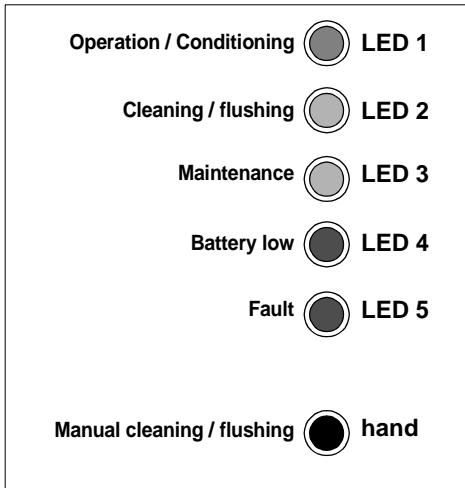 Operation / Conditioning LED 1
Cleaning / flushing LED 2
Maintenance LED 3
Battery low LED 4
Fault LED 5
Manual cleaning / flushing hand